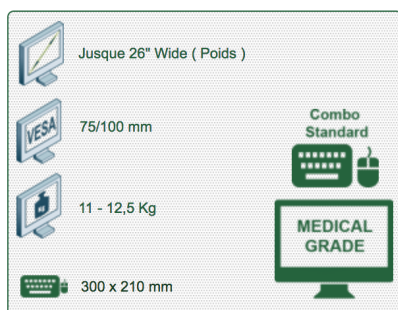 Jusque 26" Wide ( Poids )
VESA
75/100 mm
KG
11 - 12,5 Kg
300 x 210 mm
Combo
Standard
MEDICAL
GRADE